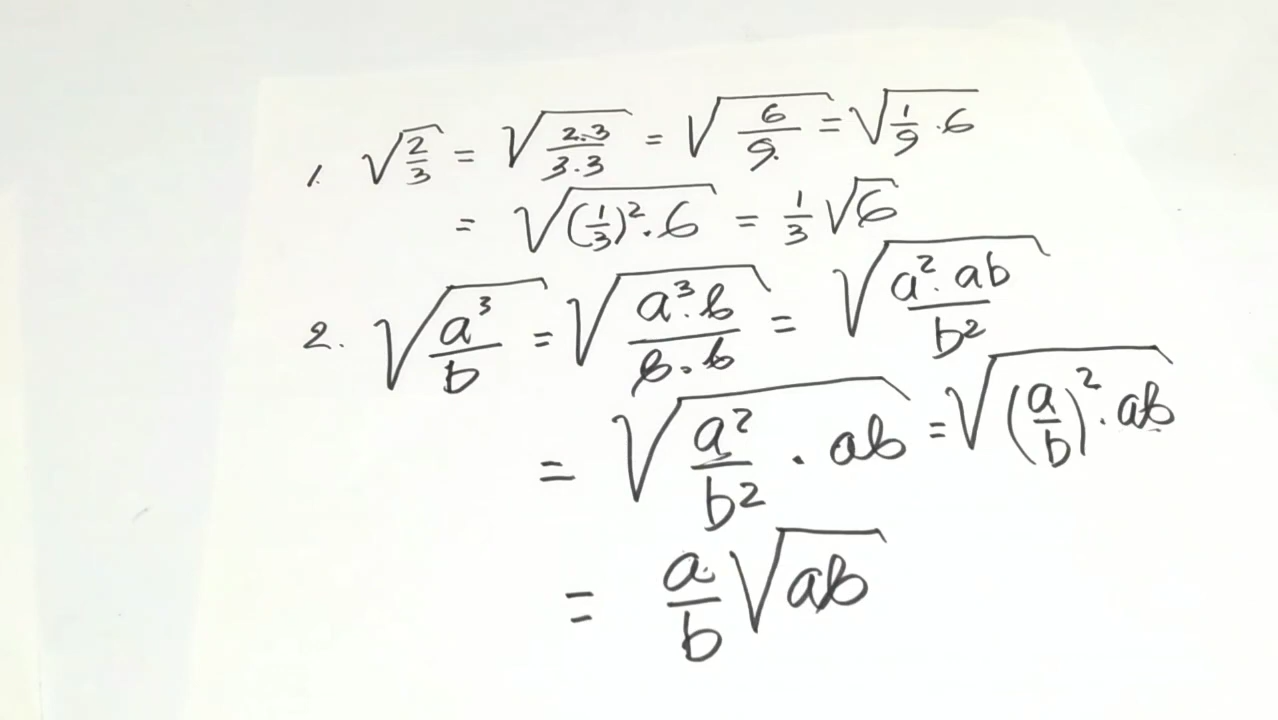 1. √(2/3) = √((2.3)/(3.3)) = √(6/9) = √(1/9 . 6)
= √((1/3)² . 6) = 1/3 √6
2. √(a³/b) = √((a³.b)/(b.b)) = √((a².ab)/b²)
= √(a²/b² . ab) = √((a/b)² . ab)
= a/b √ab